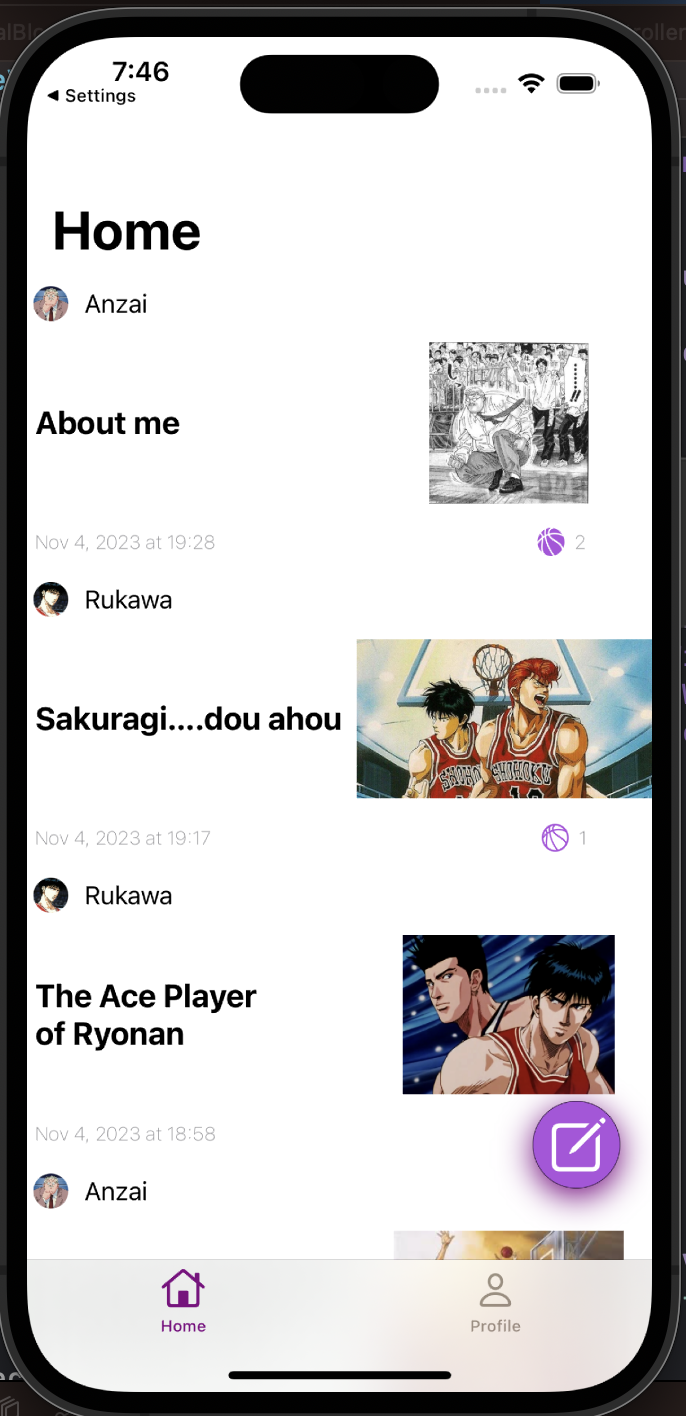 7:46
Settings
Home
Anzai
About me
Nov 4, 2023 at 19:28
2
Rukawa
Sakuragi....dou ahou
SHOHOKU
Nov 4, 2023 at 19:17
1
Rukawa
The Ace Player
of Ryonan
Nov 4, 2023 at 18:58
Anzai
Home
Profile